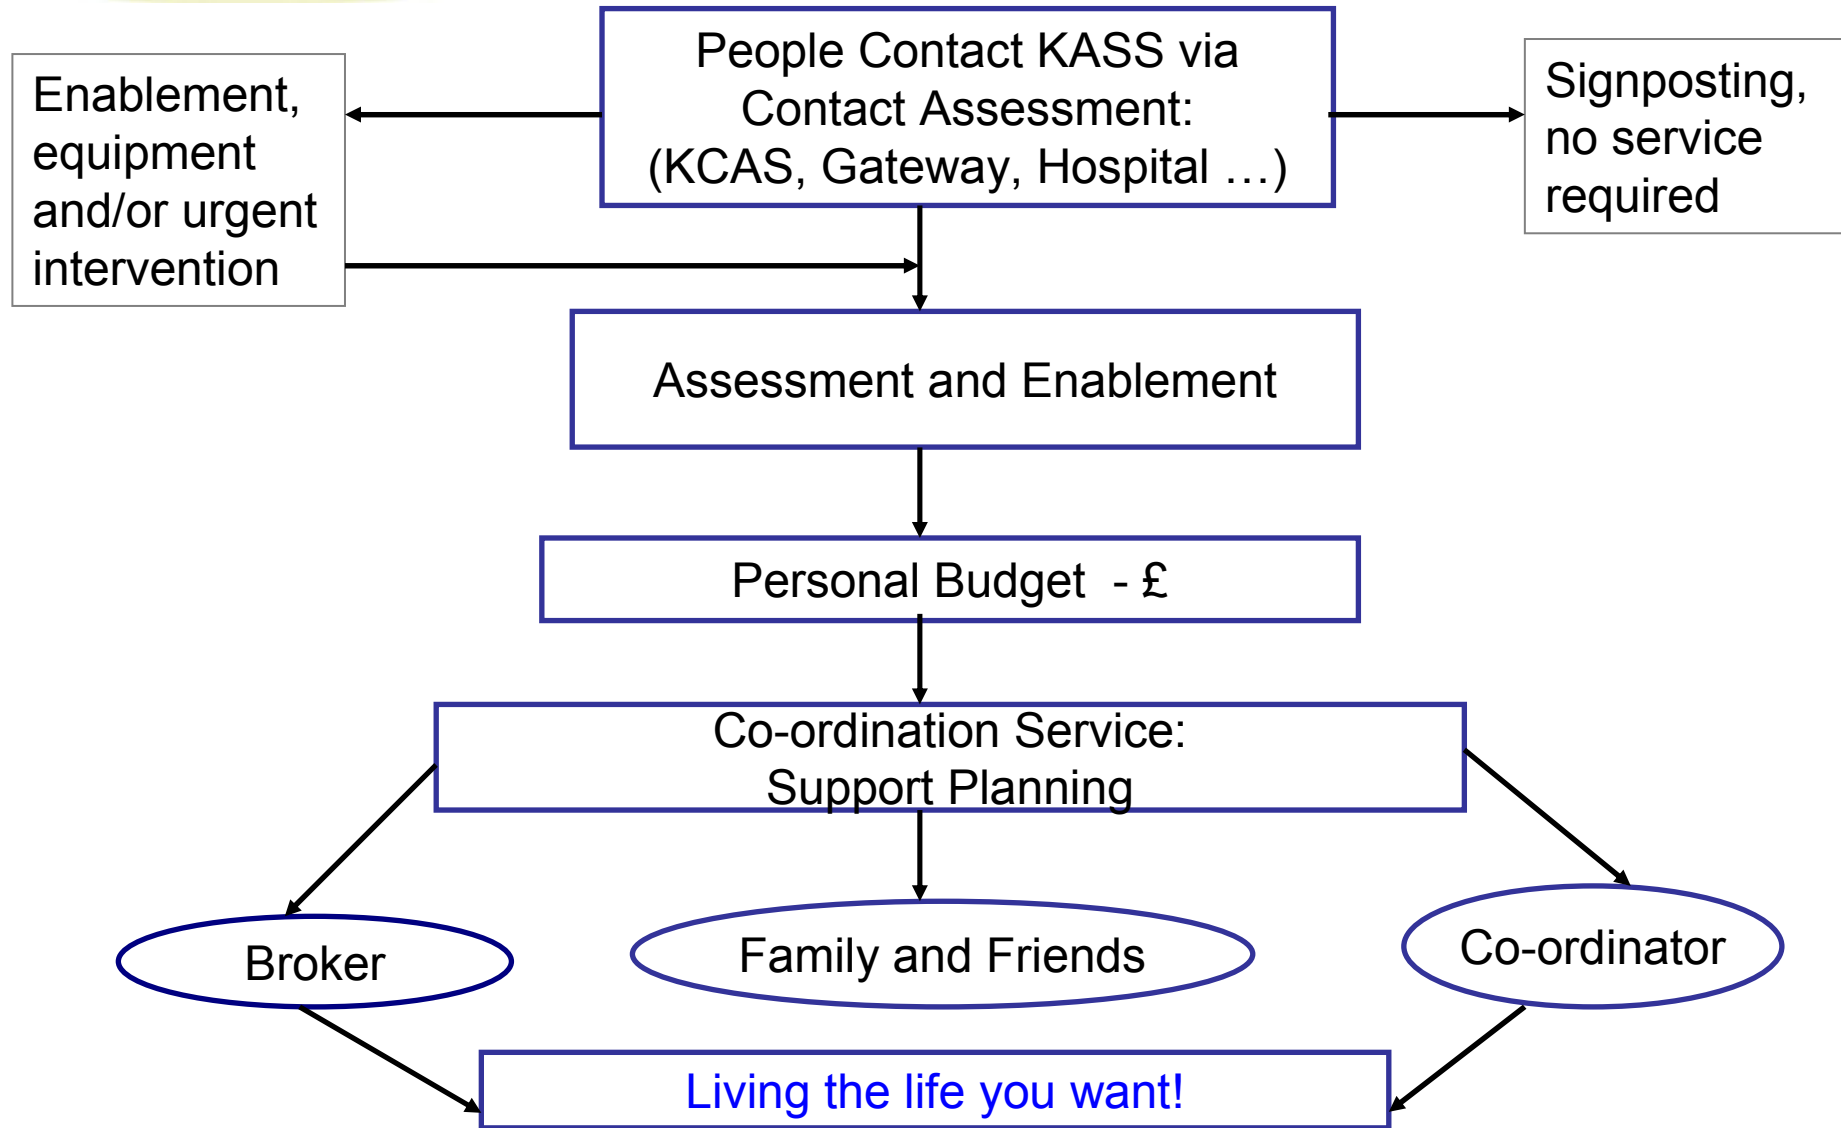 People Contact KASS via
Contact Assessment:
(KCAS, Gateway, Hospital …)
Enablement,
equipment
and/or urgent
intervention
Signposting,
no service
required
Assessment and Enablement
Personal Budget  - £
Co-ordination Service:
Support Planning
Broker
Family and Friends
Co-ordinator
Living the life you want!